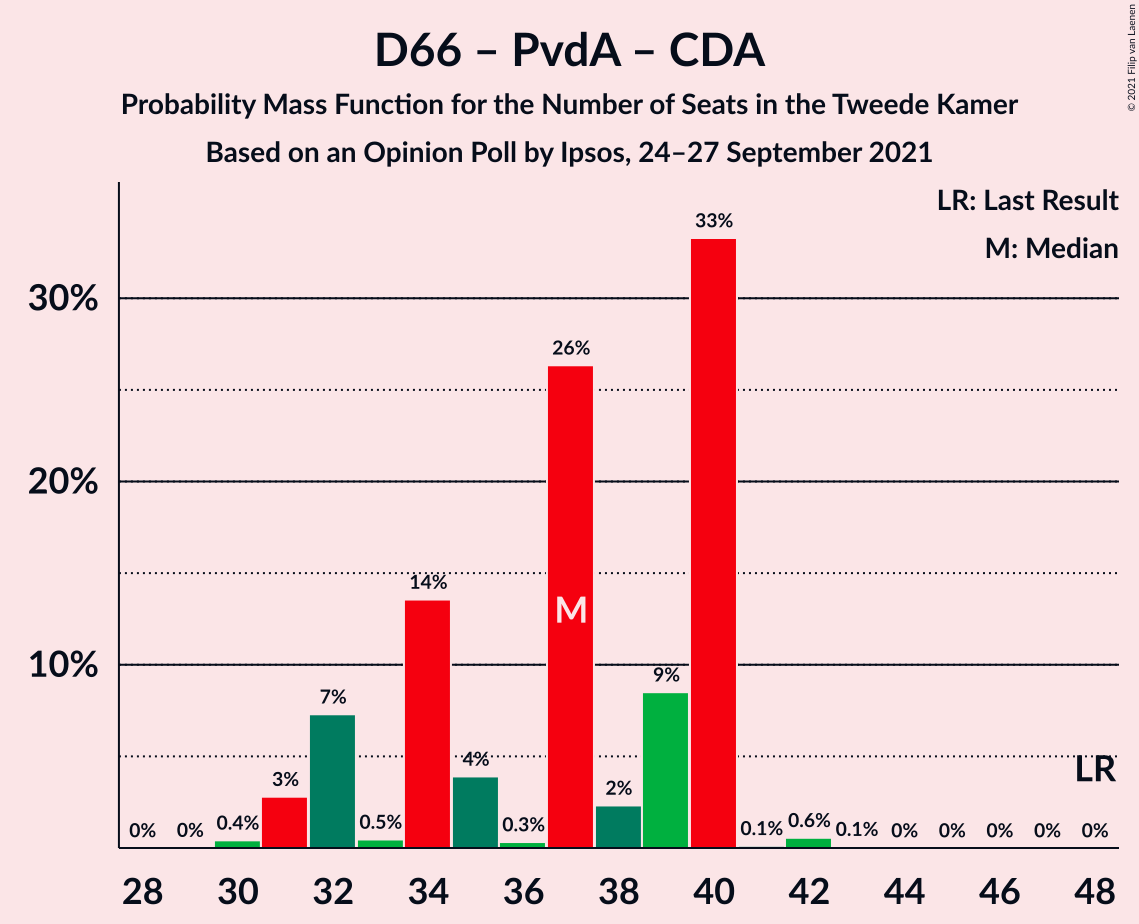 D66 – PvdA – CDA
Probability Mass Function for the Number of Seats in the Tweede Kamer
Based on an Opinion Poll by Ipsos, 24–27 September 2021
© 2021 Filip van Laenen
LR: Last Result
M: Median
30%
20%
10%
0%
0%
0.4%
3%
7%
0.5%
14%
4%
0.3%
26%
2%
9%
33%
0.1%
0.6%
0.1%
0%
0%
0%
0%
0%
M
LR
28 30 32 34 36 38 40 42 44 46 48